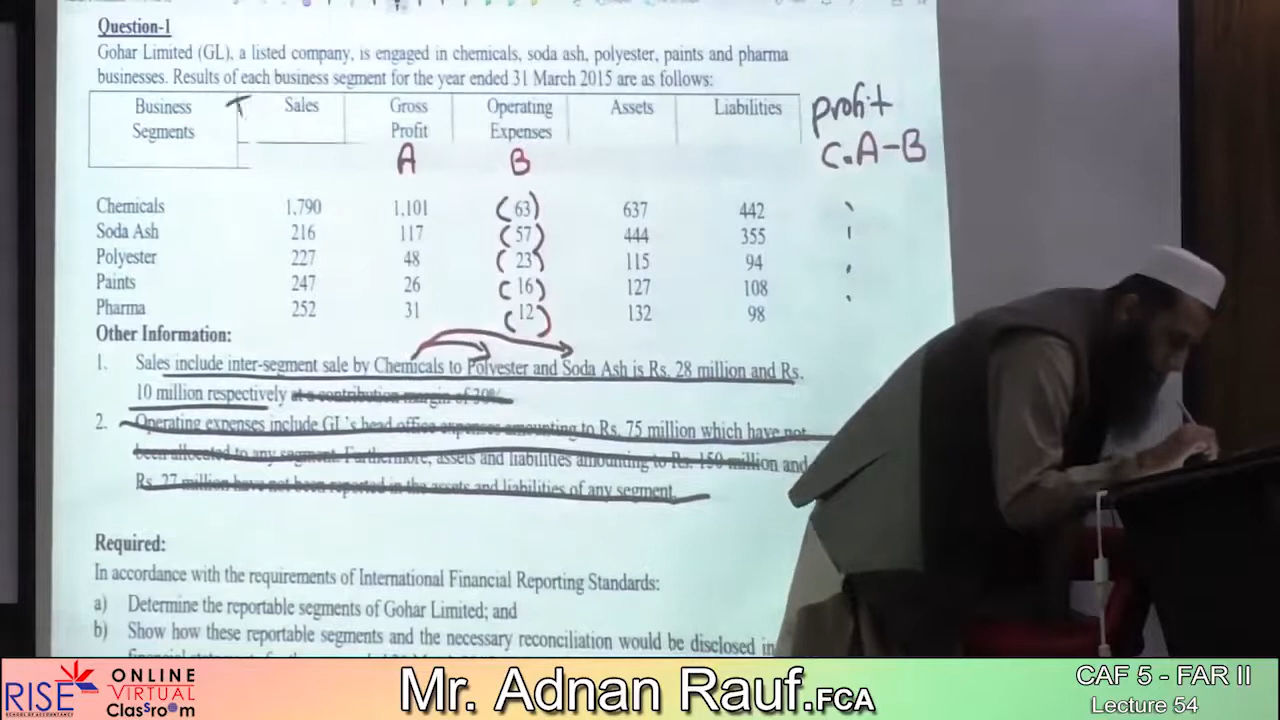 Question-1
Gohar Limited (GL), a listed company, is engaged in chemicals, soda ash, polyester, paints and pharma
businesses. Results of each business segment for the year ended 31 March 2015 are as follows:
Business Segments Sales Gross Profit Operating Expenses Assets Liabilities profit
A B C.A-B
Chemicals 1,790 1,101 (63) 637 442
Soda Ash 216 117 (57) 444 355
Polyester 227 48 (23) 115 94
Paints 247 26 (16) 127 108
Pharma 252 31 (12) 132 98
Other Information:
1. Sales include inter-segment sale by Chemicals to Polyester and Soda Ash is Rs. 28 million and Rs.
10 million respectively at a contribution margin of 30%
2. Operating expenses include GL's head office expenses amounting to Rs. 75 million which have not
been allocated to any segment. Furthermore, assets and liabilities amounting to Rs. 150 million and
Rs. 27 million have not been reported in the assets and liabilities of any segment.
Required:
In accordance with the requirements of International Financial Reporting Standards:
a) Determine the reportable segments of Gohar Limited; and
b) Show how these reportable segments and the necessary reconciliation would be disclosed in
RISE
SCHOOL OF ACCOUNTANCY
ONLINE
VIRTUAL
Classroom
Mr. Adnan Rauf.FCA
CAF 5 - FAR II
Lecture 54